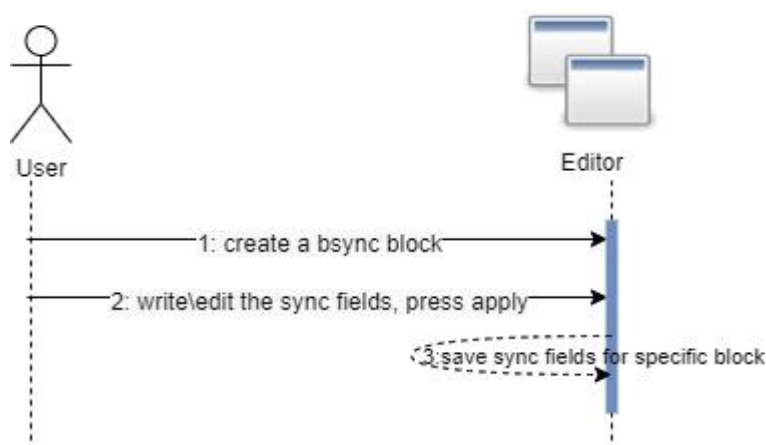 User
Editor
1: create a bsync block
2: write\edit the sync fields, press apply
3:save sync fields for specific block